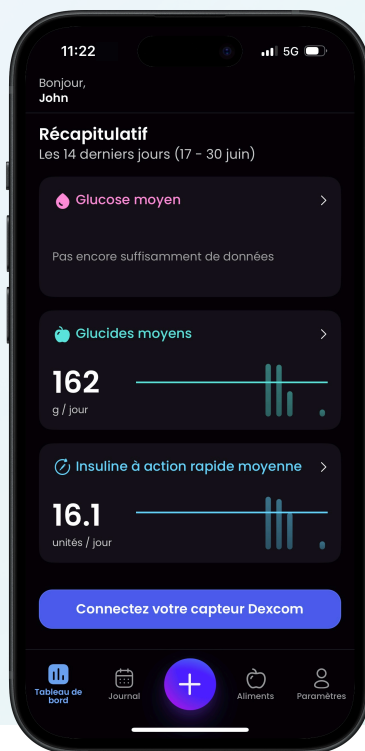 11:22
5G
Bonjour,
John
Récapitulatif
Les 14 derniers jours (17 - 30 juin)
Glucose moyen
Pas encore suffisamment de données
Glucides moyens
162
g / jour
Insuline à action rapide moyenne
16.1
unités / jour
Connectez votre capteur Dexcom
Tableau de
bord
Journal
Aliments
Paramètres